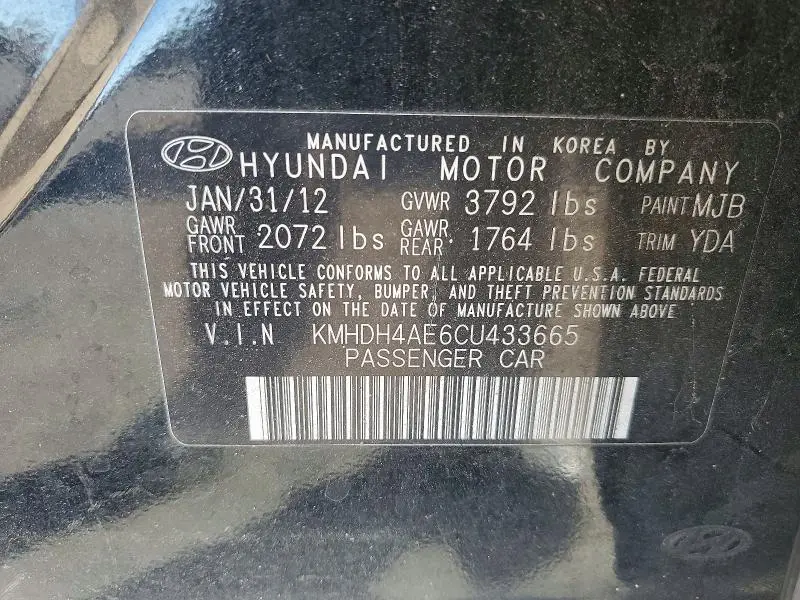 MANUFACTURED IN KOREA BY
HYUNDAI MOTOR COMPANY
JAN/31/12 GVWR 3792 lbs PAINT MJB
GAWR FRONT 2072 lbs GAWR REAR. 1764 lbs TRIM YDA
THIS VEHICLE CONFORMS TO ALL APPLICABLE U.S.A. FEDERAL
MOTOR VEHICLE SAFETY, BUMPER, AND THEFT PREVENTION STANDARDS
IN EFFECT ON THE DATE OF MANUFACTURE SHOWN ABOVE
V.I.N KMHDH4AE6CU433665
PASSENGER CAR